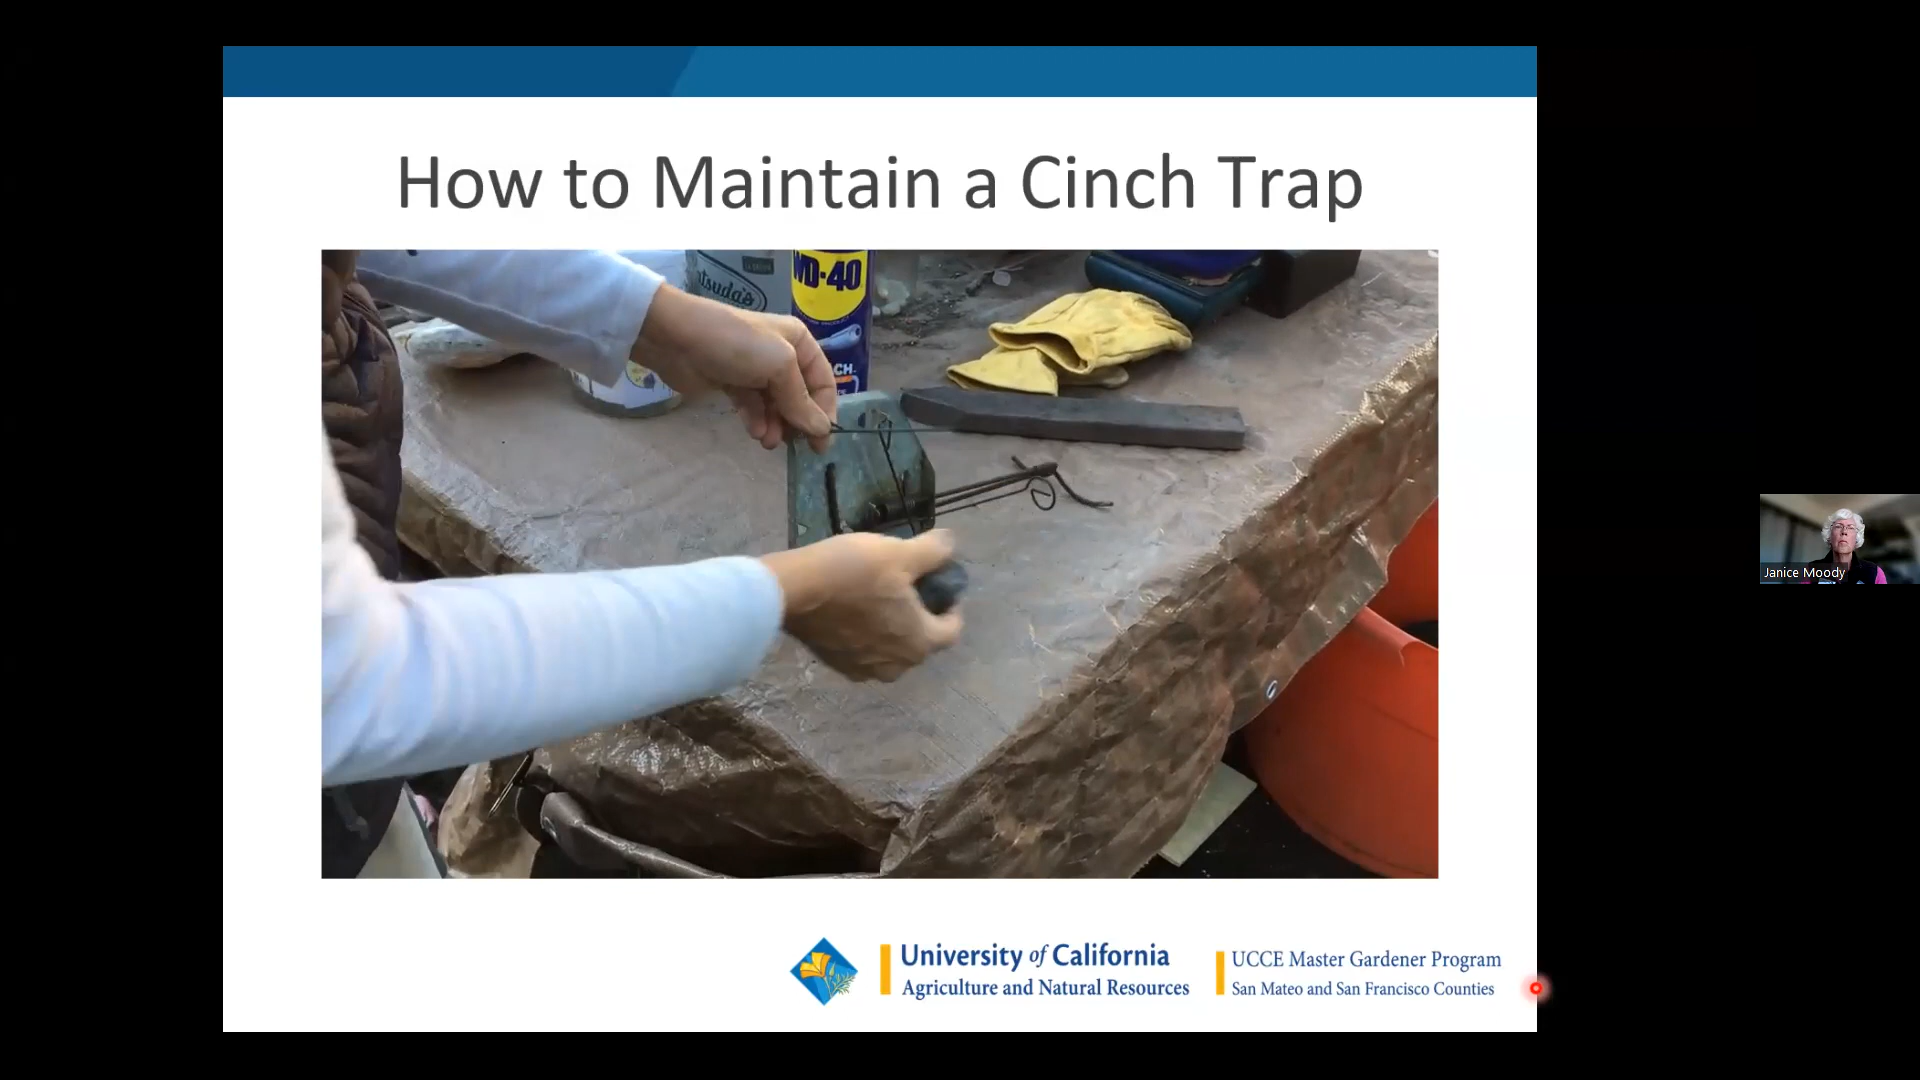 How to Maintain a Cinch Trap
WD-40
University of California
Agriculture and Natural Resources
UCCE Master Gardener Program
San Mateo and San Francisco Counties
Janice Moody